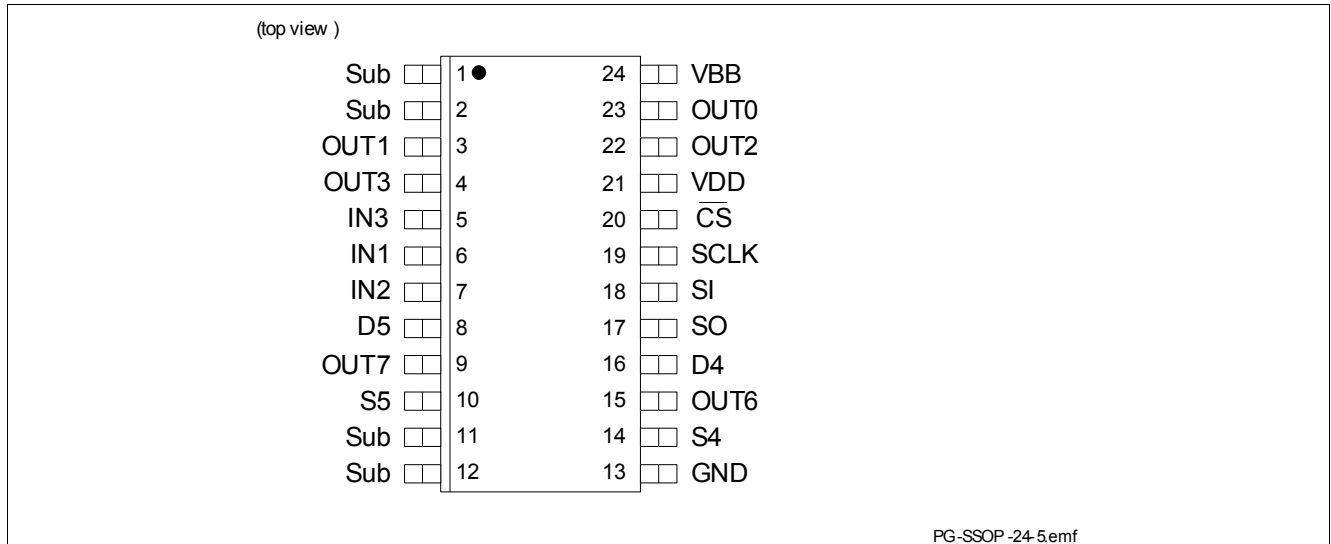 (top view )
Sub 1 24 VBB
Sub 2 23 OUT0
OUT1 3 22 OUT2
OUT3 4 21 VDD
IN3 5 20 C̅S̅
IN1 6 19 SCLK
IN2 7 18 SI
D5 8 17 SO
OUT7 9 16 D4
S5 10 15 OUT6
Sub 11 14 S4
Sub 12 13 GND
PG-SSOP -24-5.emf